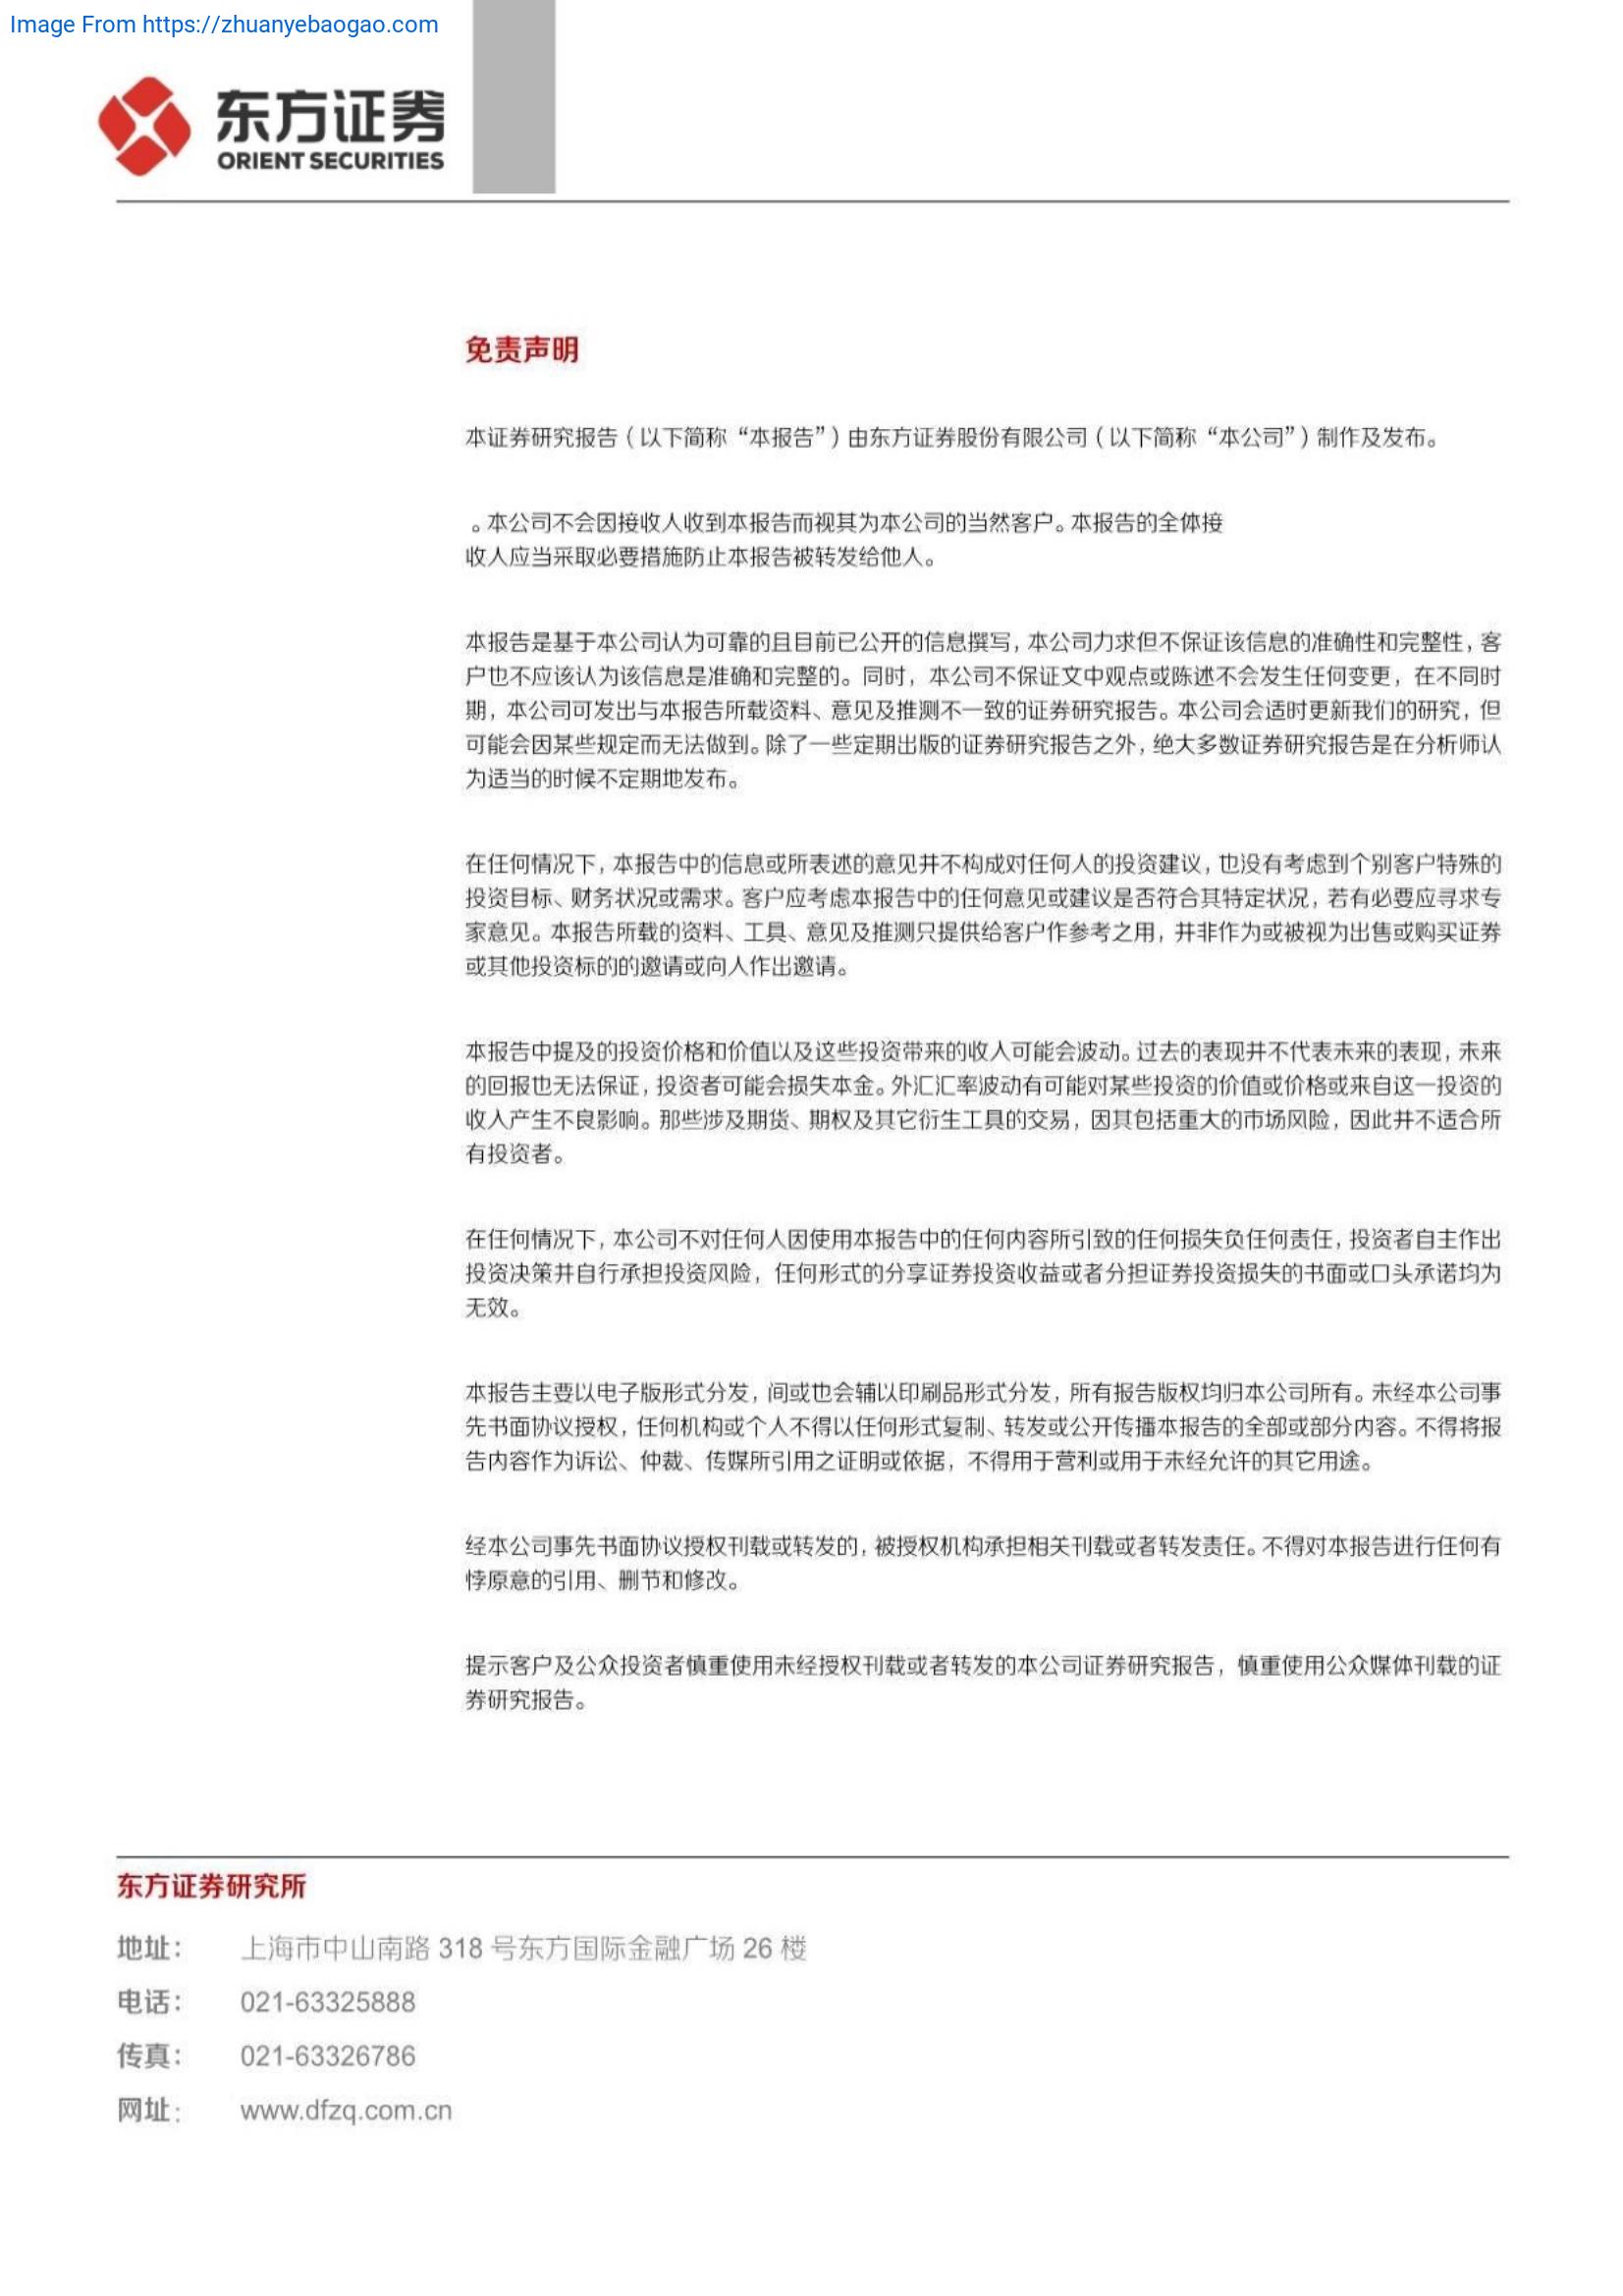 Image From https://zhuanyebaogao.com
东方证券
ORIENT SECURITIES
免责声明
本证券研究报告（以下简称“本报告”）由东方证券股份有限公司（以下简称“本公司”）制作及发布。
。本公司不会因接收人收到本报告而视其为本公司的当然客户。本报告的全体接
收人应当采取必要措施防止本报告被转发给他人。
本报告是基于本公司认为可靠的且目前已公开的信息撰写，本公司力求但不保证该信息的准确性和完整性，客
户也不应该认为该信息是准确和完整的。同时，本公司不保证文中观点或陈述不会发生任何变更，在不同时
期，本公司可发出与本报告所载资料、意见及推测不一致的证券研究报告。本公司会适时更新我们的研究，但
可能会因某些规定而无法做到。除了一些定期出版的证券研究报告之外，绝大多数证券研究报告是在分析师认
为适当的时候不定期地发布。
在任何情况下，本报告中的信息或所表述的意见并不构成对任何人的投资建议，也没有考虑到个别客户特殊的
投资目标、财务状况或需求。客户应考虑本报告中的任何意见或建议是否符合其特定状况，若有必要应寻求专
家意见。本报告所载的资料、工具、意见及推测只提供给客户作参考之用，并非作为或被视为出售或购买证券
或其他投资标的的邀请或向人作出邀请。
本报告中提及的投资价格和价值以及这些投资带来的收入可能会波动。过去的表现并不代表未来的表现，未来
的回报也无法保证，投资者可能会损失本金。外汇汇率波动有可能对某些投资的价值或价格或来自这一投资的
收入产生不良影响。那些涉及期货、期权及其它衍生工具的交易，因其包括重大的市场风险，因此并不适合所
有投资者。
在任何情况下，本公司不对任何人因使用本报告中的任何内容所引致的任何损失负任何责任，投资者自主作出
投资决策并自行承担投资风险，任何形式的分享证券投资收益或者分担证券投资损失的书面或口头承诺均为
无效。
本报告主要以电子版形式分发，间或也会辅以印刷品形式分发，所有报告版权均归本公司所有。未经本公司事
先书面协议授权，任何机构或个人不得以任何形式复制、转发或公开传播本报告的全部或部分内容。不得将报
告内容作为诉讼、仲裁、传媒所引用之证明或依据，不得用于营利或用于未经允许的其它用途。
经本公司事先书面协议授权刊载或转发的，被授权机构承担相关刊载或者转发责任。不得对本报告进行任何有
悖原意的引用、删节和修改。
提示客户及公众投资者慎重使用未经授权刊载或者转发的本公司证券研究报告，慎重使用公众媒体刊载的证
券研究报告。
东方证券研究所
地址： 上海市中山南路 318 号东方国际金融广场 26 楼
电话： 021-63325888
传真： 021-63326786
网址： www.dfzq.com.cn